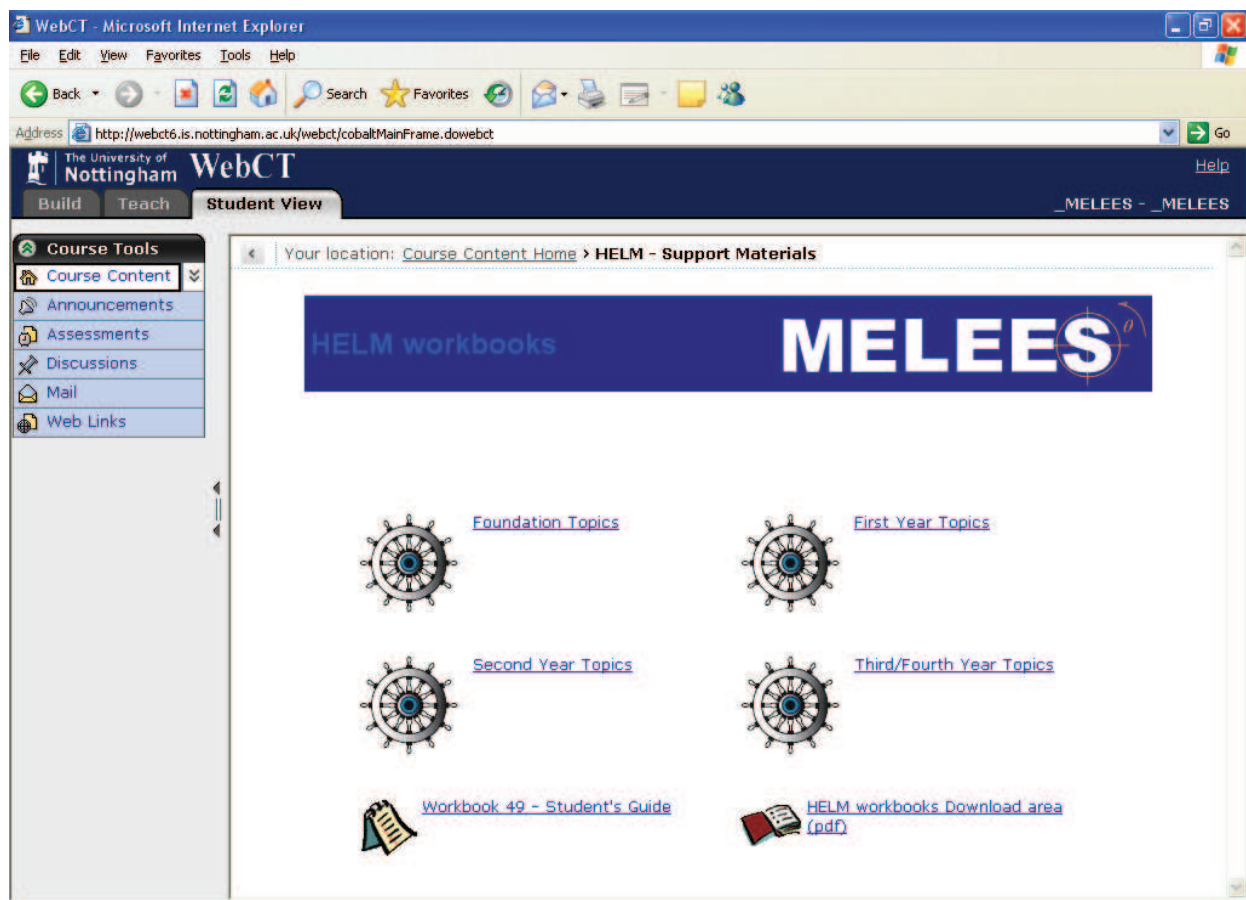 WebCT - Microsoft Internet Explorer
File Edit View Favorites Tools Help
Back Search Favorites
Address http://webct6.is.nottingham.ac.uk/webct/cobaltMainFrame.dowebct Go
The University of
Nottingham WebCT Help
Build Teach Student View _MELEES - _MELEES
Course Tools
Course Content
Announcements
Assessments
Discussions
Mail
Web Links
Your location: Course Content Home > HELM - Support Materials
HELM workbooks MELEES θ
Foundation Topics First Year Topics
Second Year Topics Third/Fourth Year Topics
Workbook 49 - Student's Guide HELM workbooks Download area
(pdf)